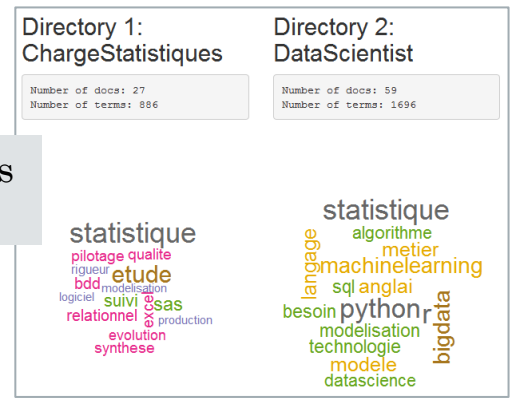 Directory 1:
ChargeStatistiques
Number of docs: 27
Number of terms: 886
s
statistique
pilotage qualite
rigueur etude
bdd modelisation
logiciel suivi excel sas
relationnel production
evolution
synthese
Directory 2:
DataScientist
Number of docs: 59
Number of terms: 1696
statistique
algorithme
langage metier
machinelearning
sql anglai
besoin python r
modelisation bigdata
technologie
modele
datascience